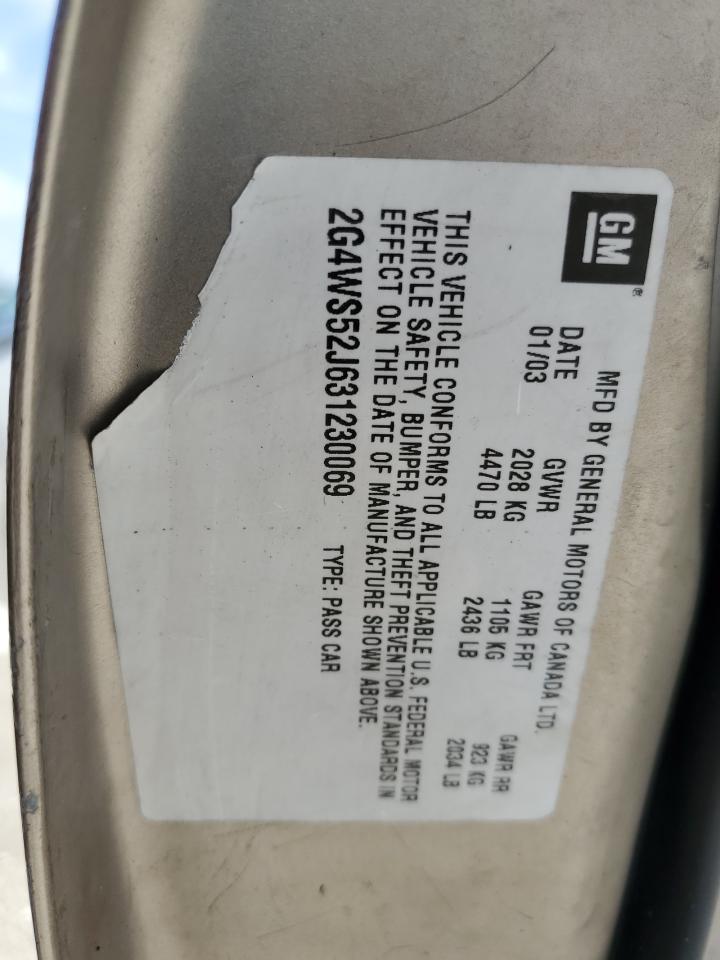 GM®
MFD BY GENERAL MOTORS OF CANADA LTD.
DATE GVWR GAWR FRT GAWR RR
01/03 2028 KG 1105 KG 923 KG
4470 LB 2436 LB 2034 LB
THIS VEHICLE CONFORMS TO ALL APPLICABLE U.S. FEDERAL MOTOR
VEHICLE SAFETY, BUMPER, AND THEFT PREVENTION STANDARDS IN
EFFECT ON THE DATE OF MANUFACTURE SHOWN ABOVE.
2G4WS52J631230069 TYPE: PASS CAR